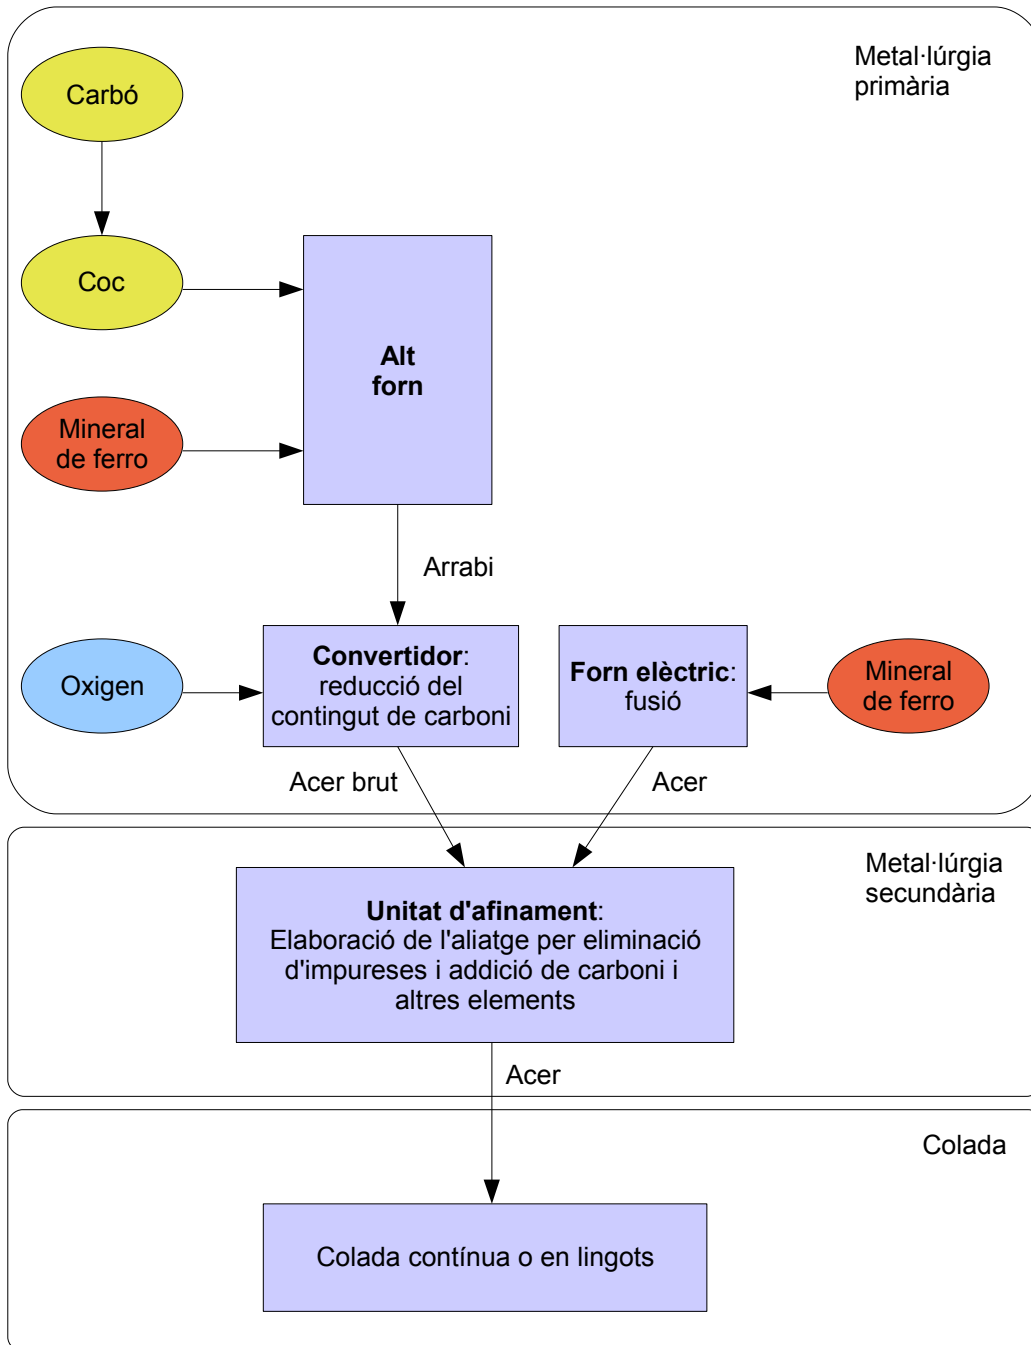 Metal·lúrgia
primària
Carbó
Coc
Alt
forn
Mineral
de ferro
Arrabi
Oxigen
Convertidor:
reducció del
contingut de carboni
Forn elèctric:
fusió
Mineral
de ferro
Acer brut
Acer
Metal·lúrgia
secundària
Unitat d'afinament:
Elaboració de l'aliatge per eliminació
d'impureses i addició de carboni i
altres elements
Acer
Colada
Colada contínua o en lingots